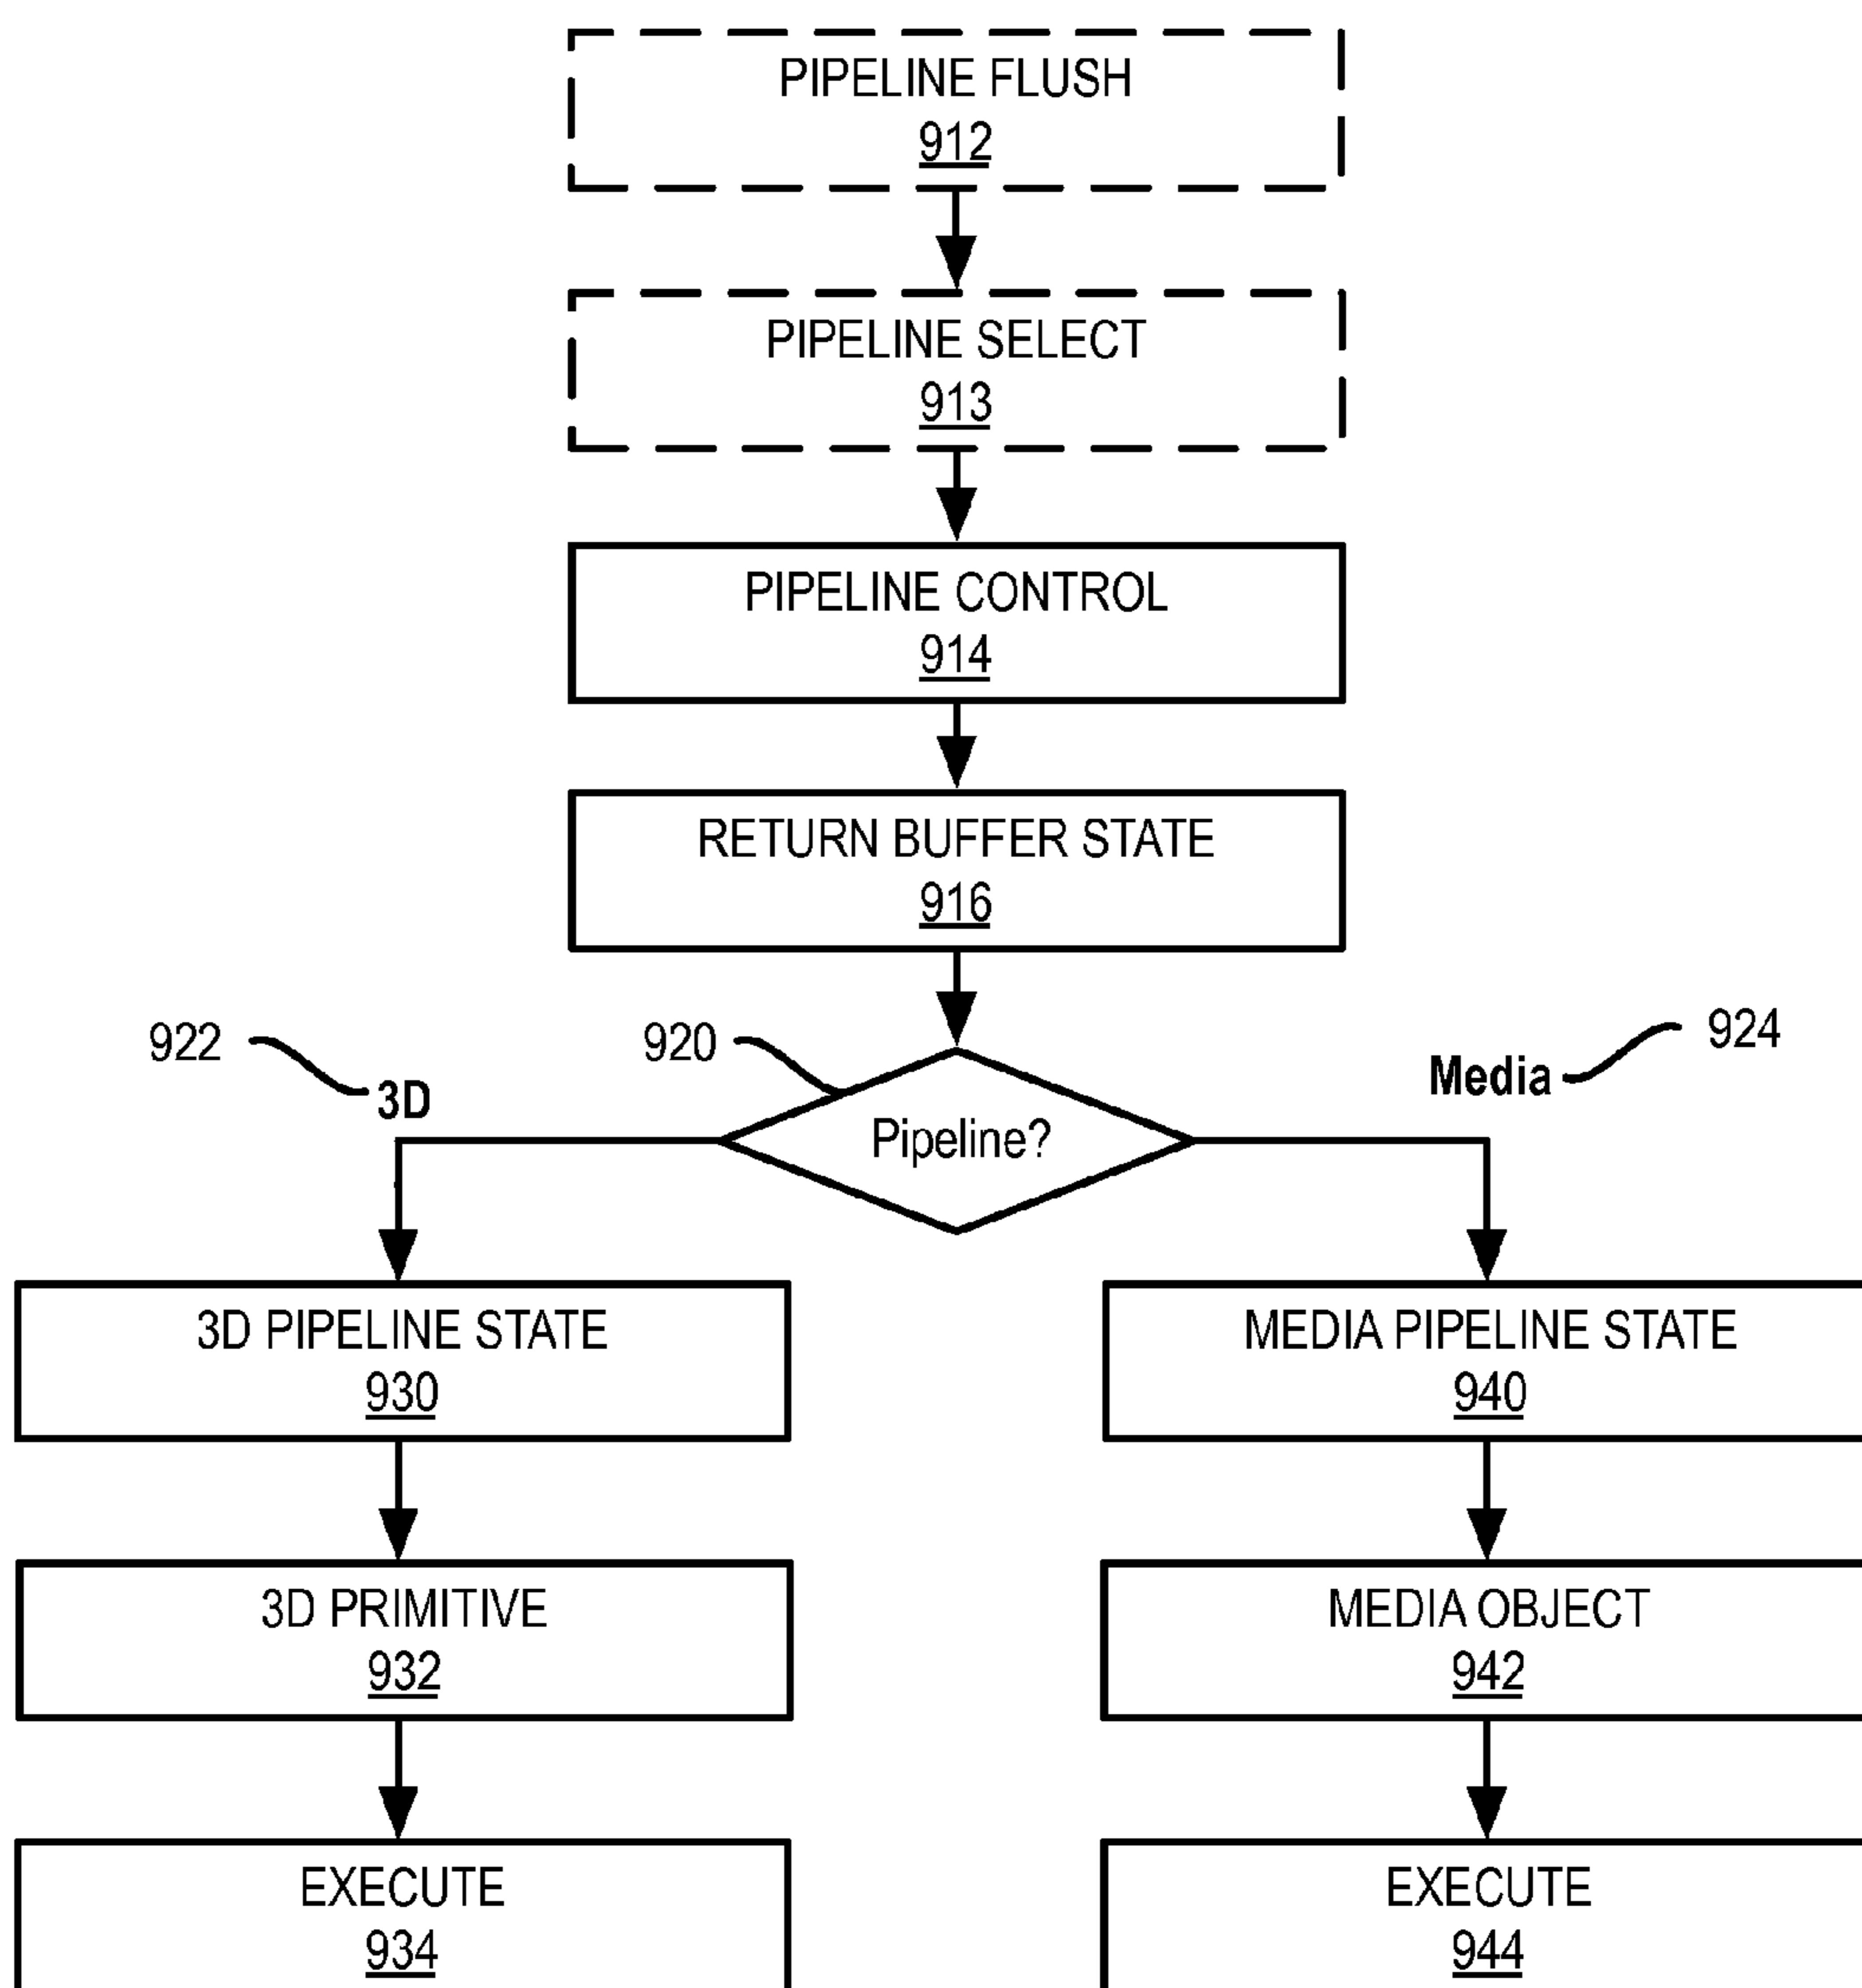 PIPELINE FLUSH
912
PIPELINE SELECT
913
PIPELINE CONTROL
914
RETURN BUFFER STATE
916
922
920
924
3D
Media
Pipeline?
3D PIPELINE STATE
930
MEDIA PIPELINE STATE
940
3D PRIMITIVE
932
MEDIA OBJECT
942
EXECUTE
934
EXECUTE
944